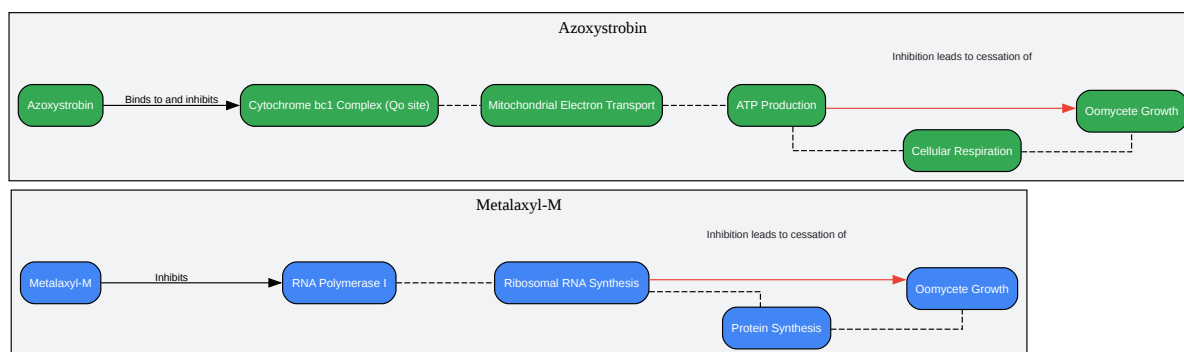 Azoxystrobin
Inhibition leads to cessation of
Azoxystrobin
Binds to and inhibits
Cytochrome bc1 Complex (Qo site)
Mitochondrial Electron Transport
ATP Production
Oomycete Growth
Cellular Respiration
Metalaxyl-M
Inhibition leads to cessation of
Metalaxyl-M
Inhibits
RNA Polymerase I
Ribosomal RNA Synthesis
Oomycete Growth
Protein Synthesis